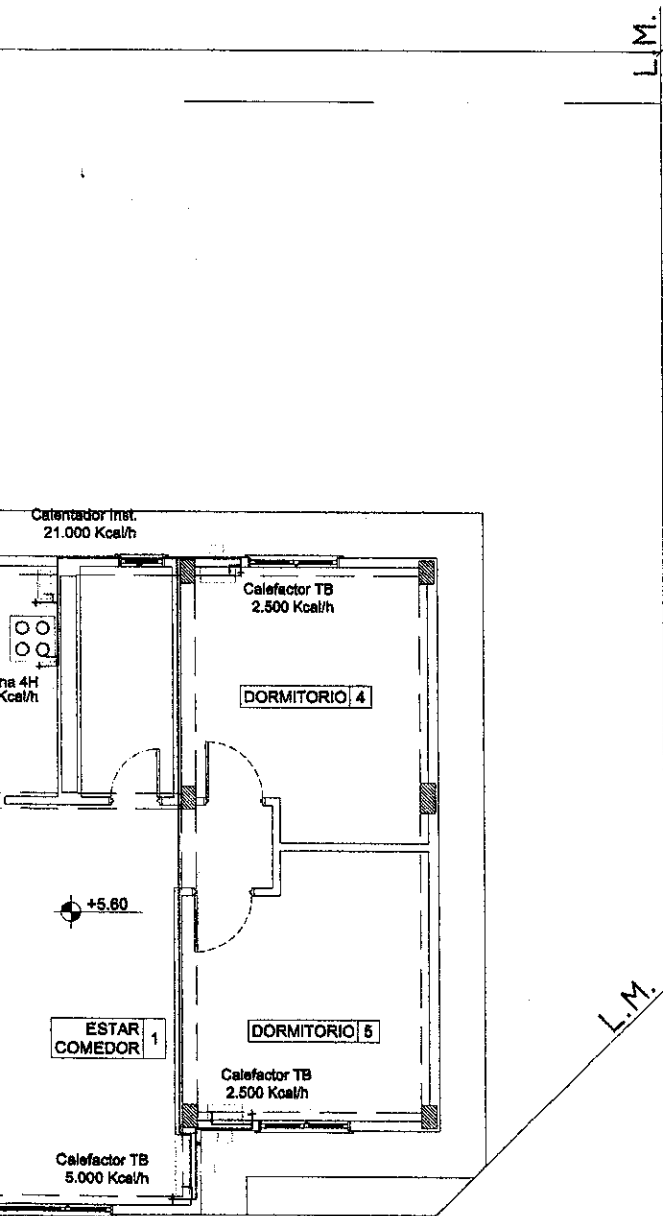 L.M.
Calentador Inst.
21.000 Kcal/h
Calefactor TB
2.500 Kcal/h
na 4H
Kcal/h
DORMITORIO 4
+5.60
ESTAR
COMEDOR 1
DORMITORIO 5
L.M.
Calefactor TB
2.500 Kcal/h
Calefactor TB
5.000 Kcal/h